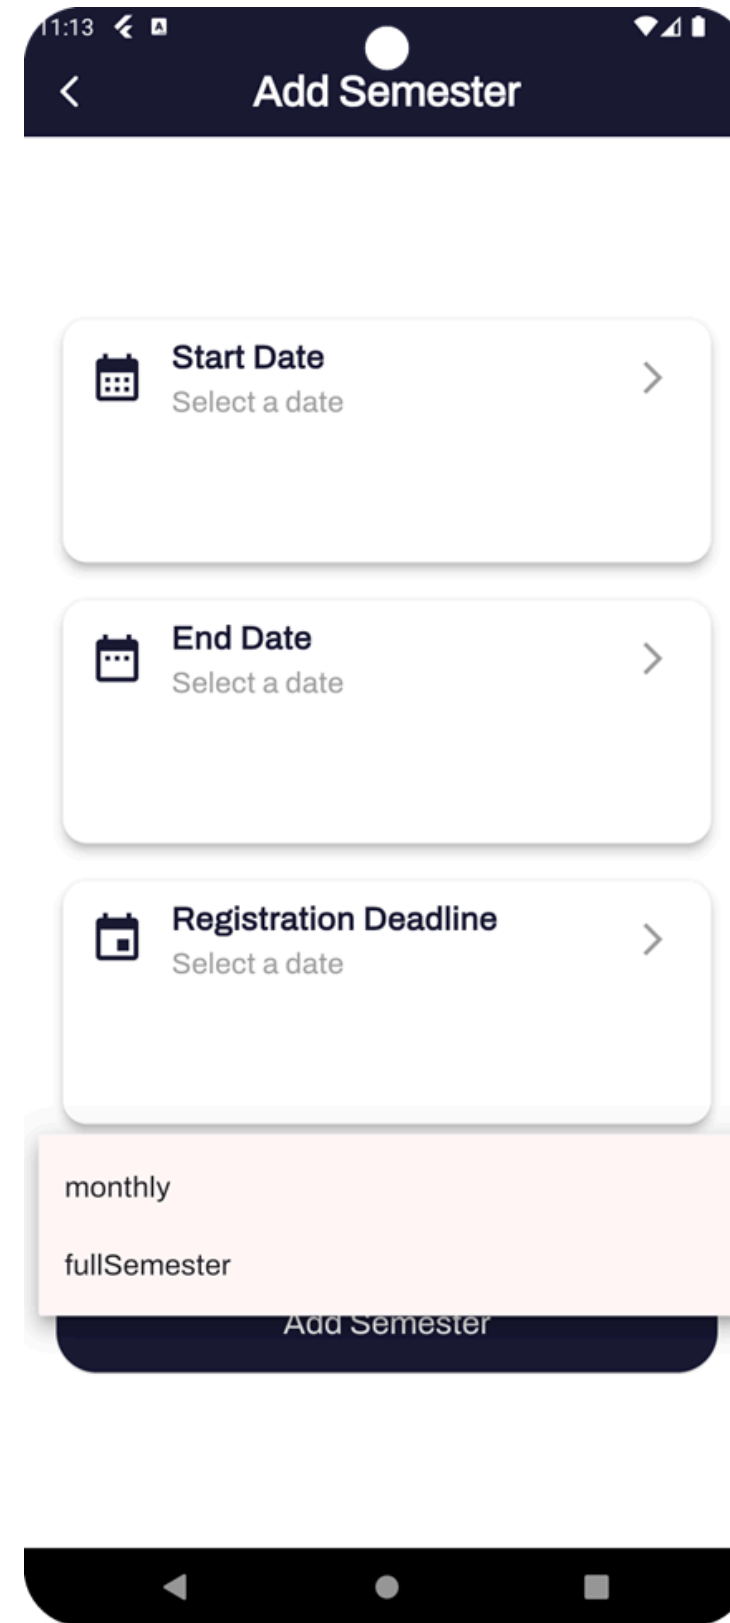 11:13
Add Semester
Start Date
Select a date
End Date
Select a date
Registration Deadline
Select a date
monthly
fullSemester
Add Semester